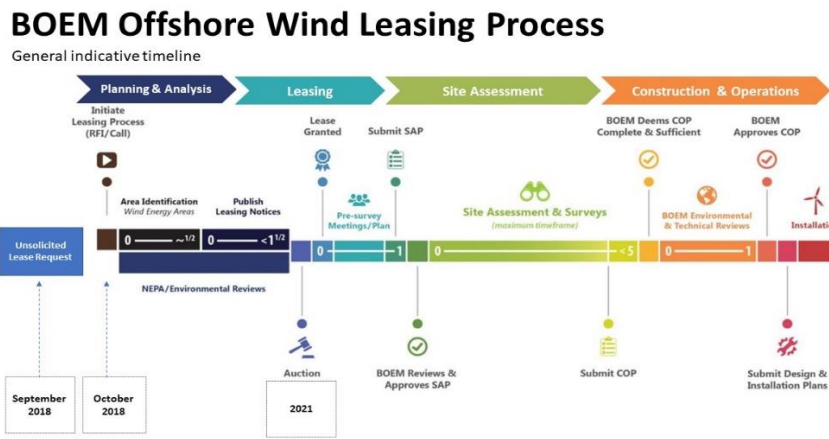 BOEM Offshore Wind Leasing Process
General indicative timeline
Planning & Analysis
Leasing
Site Assessment
Construction & Operations
Initiate
Leasing Process
(RFI/Call)
Lease
Granted
Submit SAP
BOEM Deems COP
Complete & Sufficient
BOEM
Approves COP
Area Identification
Wind Energy Areas
Publish
Leasing Notices
Pre-survey
Meetings/Plan
Site Assessment & Surveys
(maximum timeframe)
BOEM Environmental
& Technical Reviews
Installati
Unsolicited
Lease Request
0 ~1/2
0 <1 1/2
0 1
0 <5
0 1
NEPA/Environmental Reviews
Auction
BOEM Reviews &
Approves SAP
Submit COP
Submit Design &
Installation Plans
September
2018
October
2018
2021